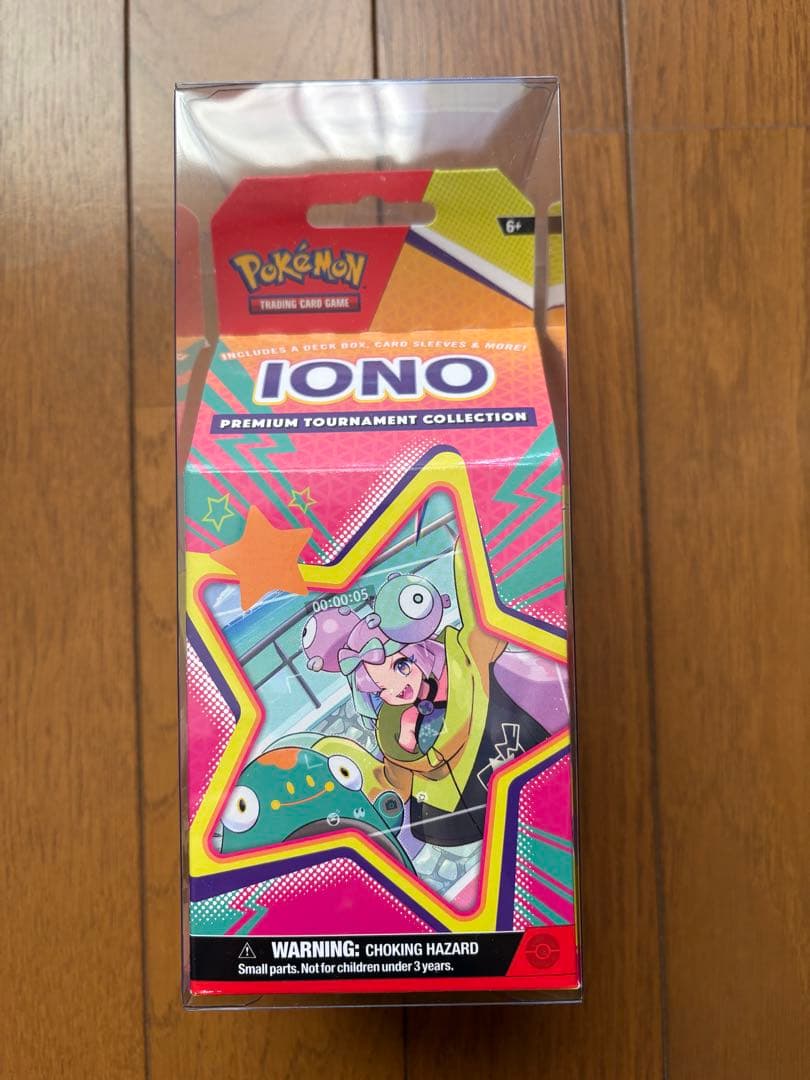 6+
POKéMON
TRADING CARD GAME
INCLUDES A DECK BOX, CARD SLEEVES & MORE!
IONO
PREMIUM TOURNAMENT COLLECTION
00:00:05
WARNING: CHOKING HAZARD
Small parts. Not for children under 3 years.